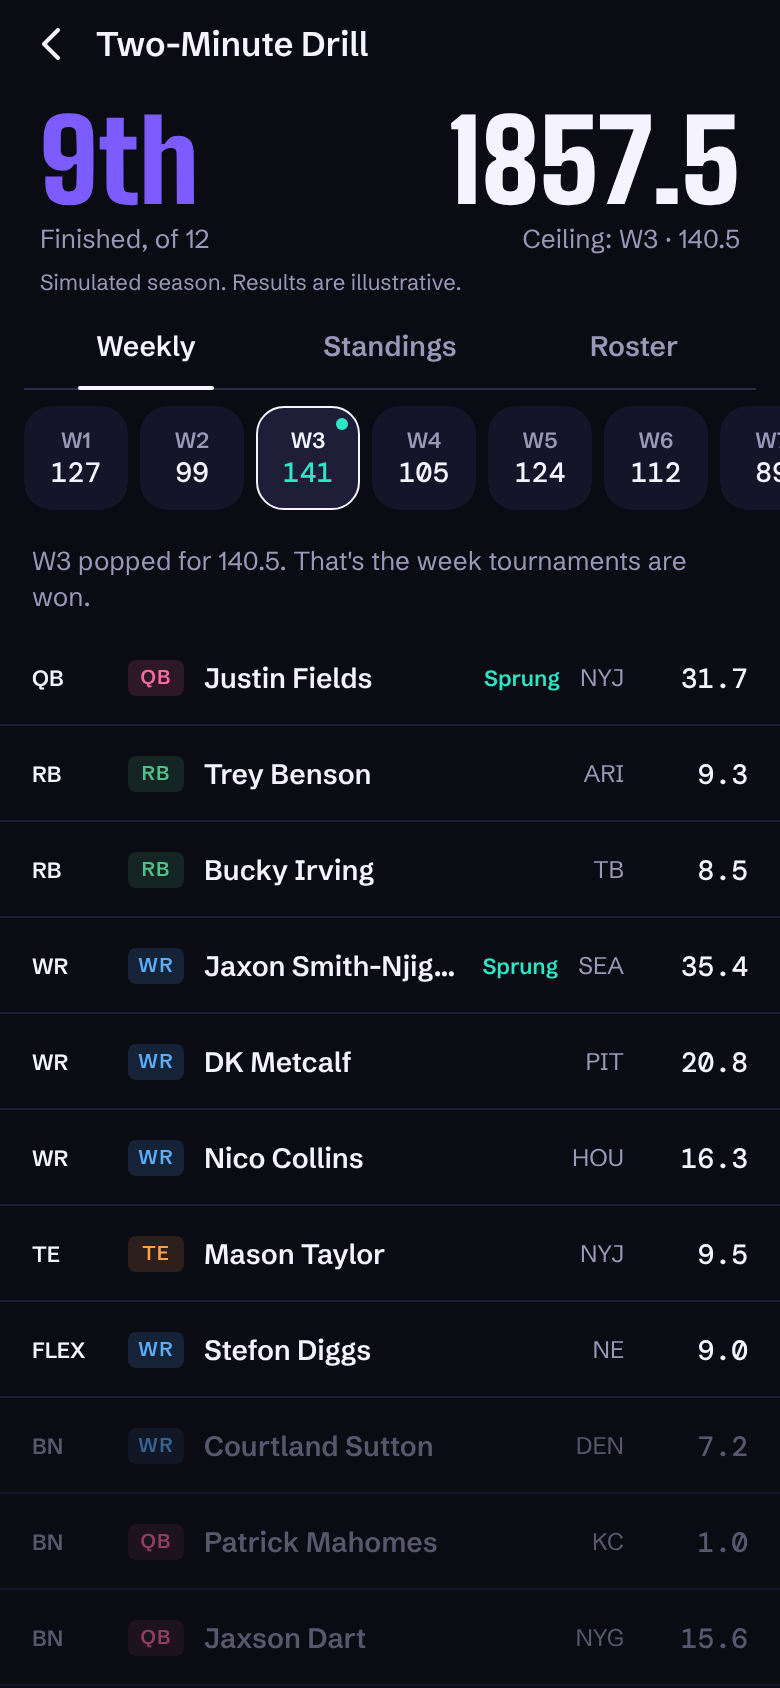 Two-Minute Drill
9th 1857.5
Finished, of 12 Ceiling: W3 · 140.5
Simulated season. Results are illustrative.
Weekly Standings Roster
W1 W2 W3 W4 W5 W6
127 99 141 105 124 112
W3 popped for 140.5. That's the week tournaments are
won.
QB QB Justin Fields Sprung NYJ 31.7
RB RB Trey Benson ARI 9.3
RB RB Bucky Irving TB 8.5
WR WR Jaxon Smith-Njig... Sprung SEA 35.4
WR WR DK Metcalf PIT 20.8
WR WR Nico Collins HOU 16.3
TE TE Mason Taylor NYJ 9.5
FLEX WR Stefon Diggs NE 9.0
BN WR Courtland Sutton DEN 7.2
BN QB Patrick Mahomes KC 1.0
BN QB Jaxson Dart NYG 15.6